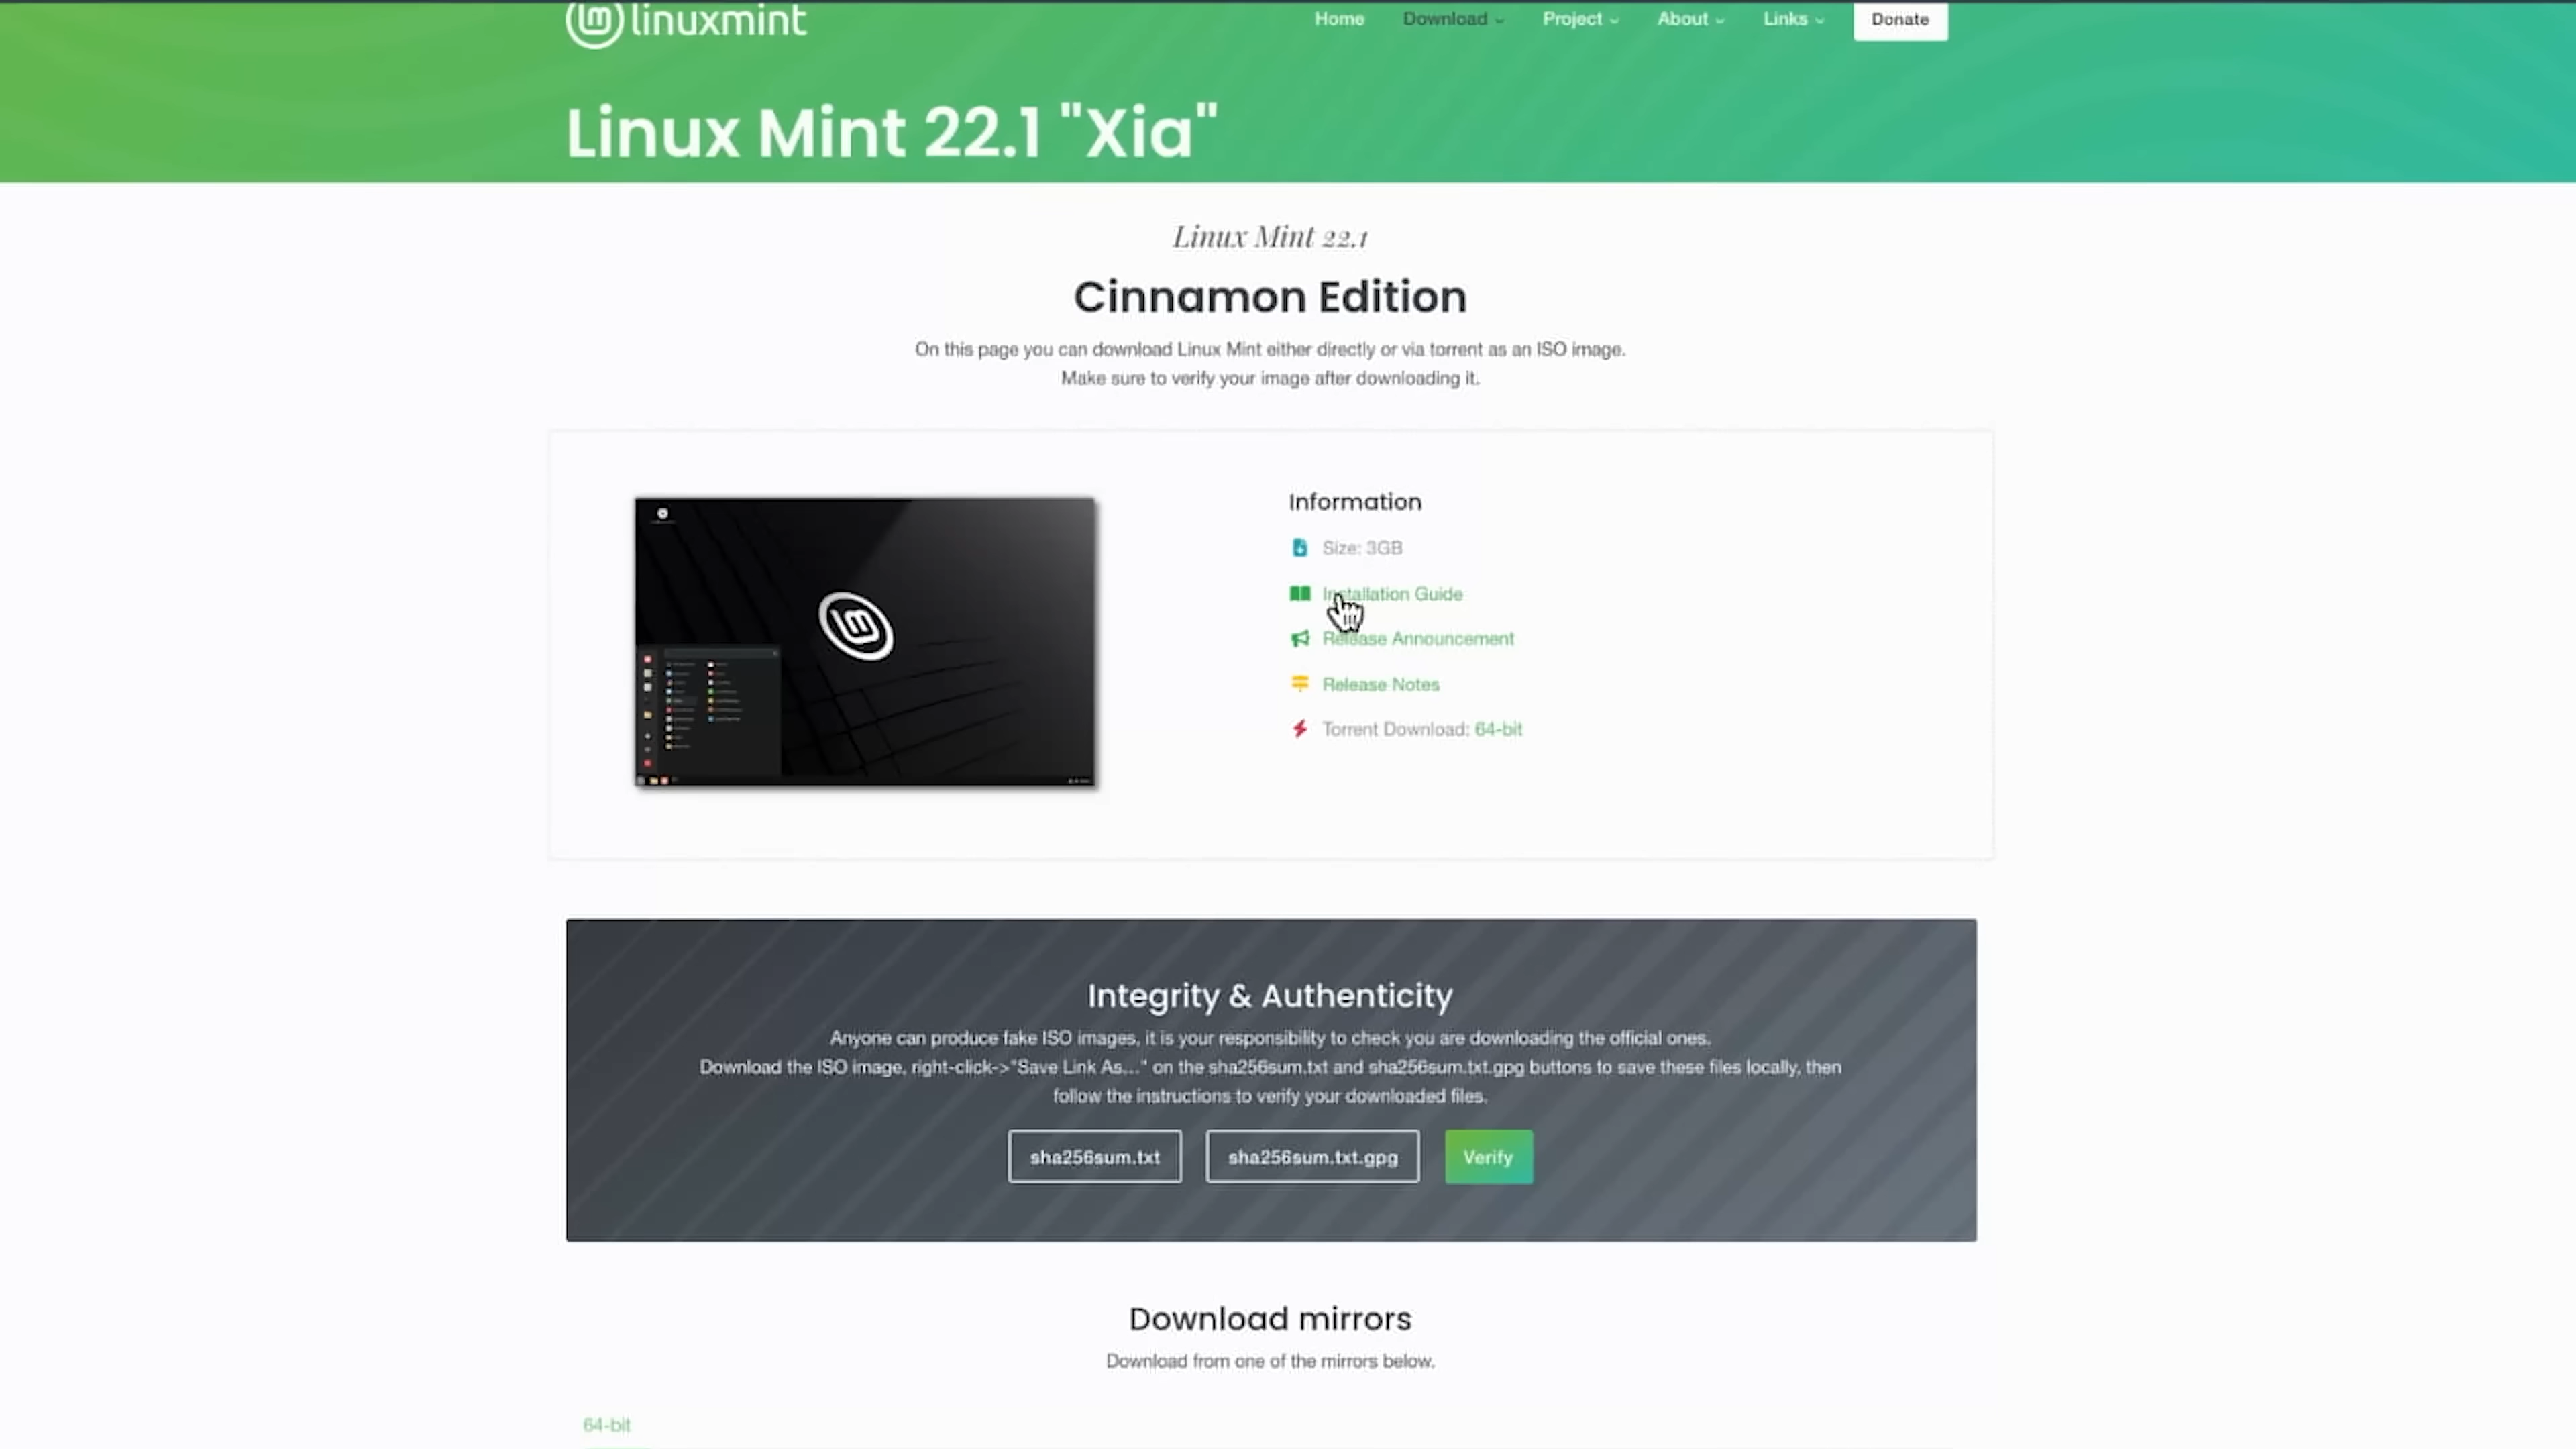 linuxmint
Home
Download
Project
About
Links
Donate
Linux Mint 22.1 "Xia"
Linux Mint 22.1
Cinnamon Edition
On this page you can download Linux Mint either directly or via torrent as an ISO image.
Make sure to verify your image after downloading it.
Information
Size: 3GB
Installation Guide
Release Announcement
Release Notes
Torrent Download: 64-bit
Integrity & Authenticity
Anyone can produce fake ISO images, it is your responsibility to check you are downloading the official ones.
Download the ISO image, right-click->"Save Link As..." on the sha256sum.txt and sha256sum.txt.gpg buttons to save these files locally, then
follow the instructions to verify your downloaded files.
sha256sum.txt
sha256sum.txt.gpg
Verify
Download mirrors
Download from one of the mirrors below.
64-bit